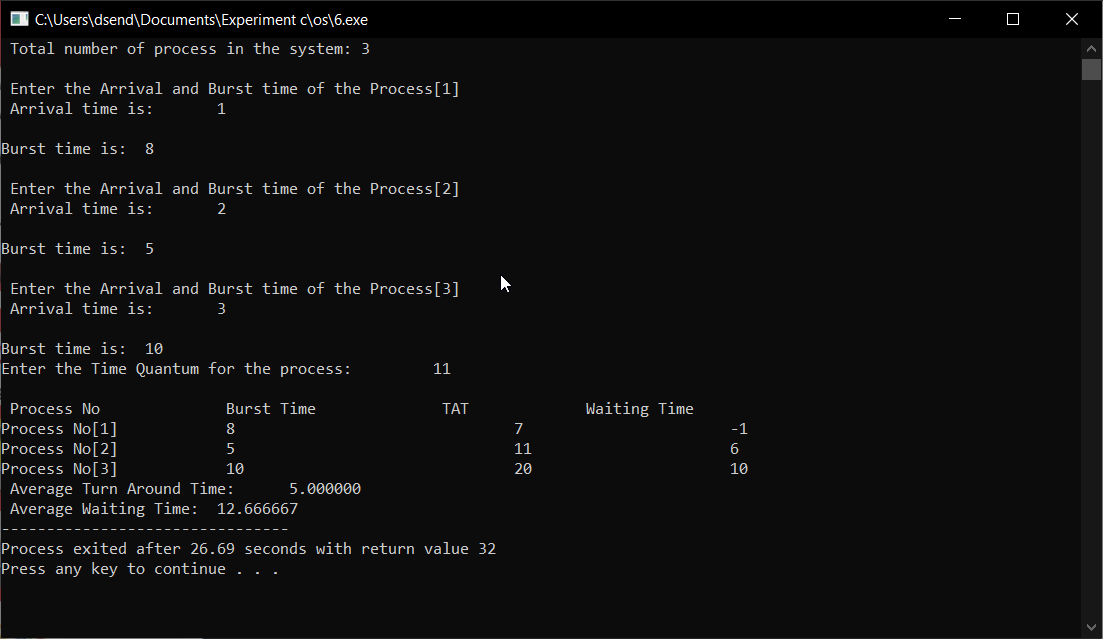 C:\Users\dsend\Documents\Experiment c\os\6.exe
Total number of process in the system: 3
Enter the Arrival and Burst time of the Process[1]
Arrival time is: 1
Burst time is: 8
Enter the Arrival and Burst time of the Process[2]
Arrival time is: 2
Burst time is: 5
Enter the Arrival and Burst time of the Process[3]
Arrival time is: 3
Burst time is: 10
Enter the Time Quantum for the process: 11
Process No Burst Time TAT Waiting Time
Process No[1] 8 7 -1
Process No[2] 5 11 6
Process No[3] 10 20 10
Average Turn Around Time: 5.000000
Average Waiting Time: 12.666667
--------------------------------
Process exited after 26.69 seconds with return value 32
Press any key to continue . . .